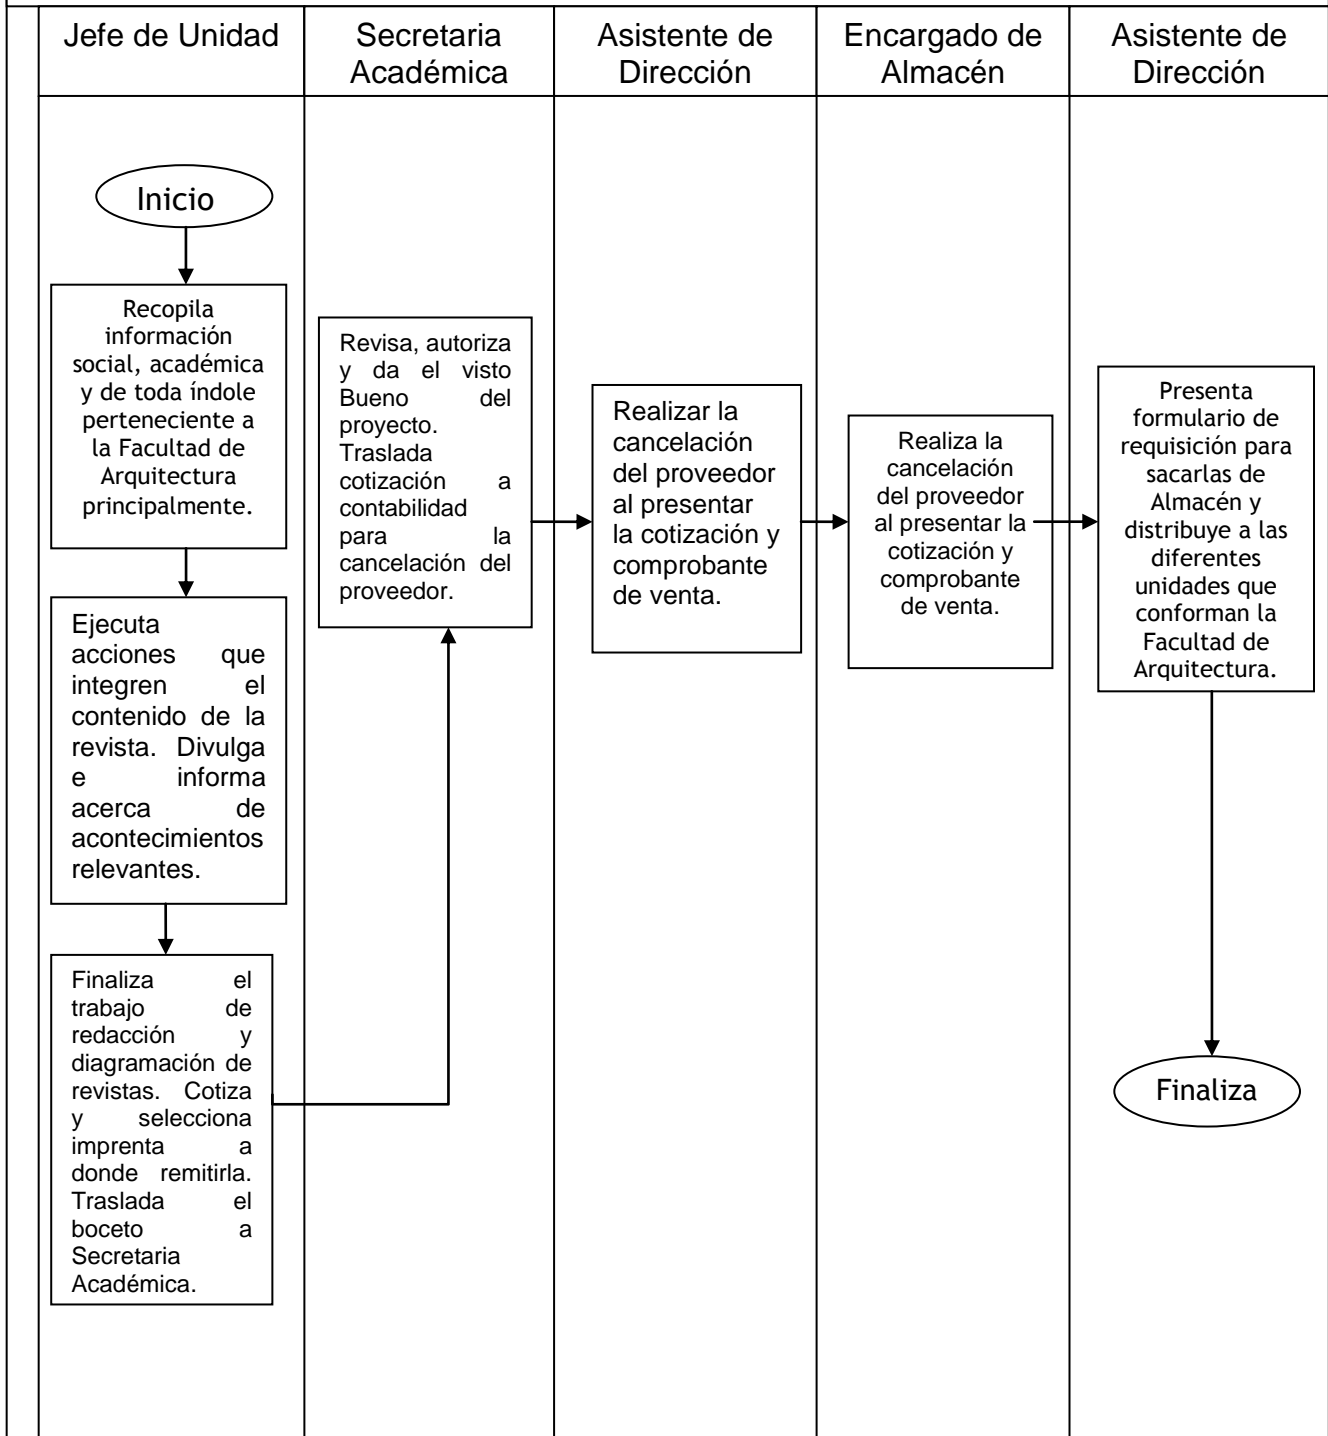 Jefe de Unidad
Secretaria
Académica
Asistente de
Dirección
Encargado de
Almacén
Asistente de
Dirección
Inicio
Recopila
información
social, académica
y de toda índole
perteneciente a
la Facultad de
Arquitectura
principalmente.
Ejecuta
acciones que
integren el
contenido de la
revista. Divulga
e informa
acerca de
acontecimientos
relevantes.
Finaliza el
trabajo de
redacción y
diagramación de
revistas. Cotiza
y selecciona
imprenta a
donde remitirla.
Traslada el
boceto a
Secretaria
Académica.
Revisa, autoriza
y da el visto
Bueno del
proyecto.
Traslada
cotización a
contabilidad
para la
cancelación del
proveedor.
Realizar la
cancelación
del proveedor
al presentar
la cotización y
comprobante
de venta.
Realiza la
cancelación
del proveedor
al presentar la
cotización y
comprobante
de venta.
Presenta
formulario de
requisición para
sacarlas de
Almacén y
distribuye a las
diferentes
unidades que
conforman la
Facultad de
Arquitectura.
Finaliza